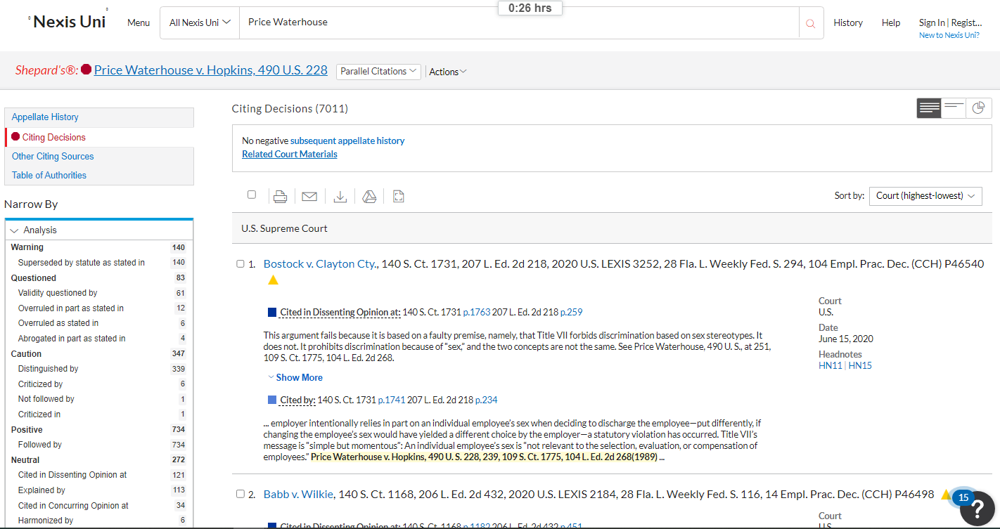 0:26 hrs
Nexis Uni
Menu
All Nexis Uni
Price Waterhouse
History
Help
Sign In | Regist...
New to Nexis Uni?
Shepard's®: Price Waterhouse v. Hopkins, 490 U.S. 228
Parallel Citations
Actions
Appellate History
Citing Decisions
Other Citing Sources
Table of Authorities
Narrow By
Analysis
Warning 140
Superseded by statute as stated in 140
Questioned 83
Validity questioned by 61
Overruled in part as stated in 12
Overruled as stated in 6
Abrogated in part as stated in 4
Caution 347
Distinguished by 339
Criticized by 6
Not followed by 1
Criticized in 1
Positive 734
Followed by 734
Neutral 272
Cited in Dissenting Opinion at 121
Explained by 113
Cited in Concurring Opinion at 34
Harmonized by 6
Citing Decisions (7011)
No negative subsequent appellate history
Related Court Materials
Sort by: Court (highest-lowest)
U.S. Supreme Court
1. Bostock v. Clayton Cty., 140 S. Ct. 1731, 207 L. Ed. 2d 218, 2020 U.S. LEXIS 3252, 28 Fla. L. Weekly Fed. S. 294, 104 Empl. Prac. Dec. (CCH) P46540
Cited in Dissenting Opinion at: 140 S. Ct. 1731 p.1763 207 L. Ed. 2d 218 p.259
This argument fails because it is based on a faulty premise, namely, that Title VII forbids discrimination based on sex stereotypes. It
does not. It prohibits discrimination because of “sex,” and the two concepts are not the same. See Price Waterhouse, 490 U. S., at 251,
109 S. Ct. 1775, 104 L. Ed. 2d 268.
Show More
Cited by: 140 S. Ct. 1731 p.1741 207 L. Ed. 2d 218 p.234
... employer intentionally relies in part on an individual employee’s sex when deciding to discharge the employee—put differently, if
changing the employee’s sex would have yielded a different choice by the employer—a statutory violation has occurred. Title VII’s
message is “simple but momentous”: An individual employee’s sex is “not relevant to the selection, evaluation, or compensation of
employees.” Price Waterhouse v. Hopkins, 490 U. S. 228, 239, 109 S. Ct. 1775, 104 L. Ed. 2d 268(1989) ...
Court
U.S.
Date
June 15, 2020
Headnotes
HN11 | HN15
2. Babb v. Wilkie, 140 S. Ct. 1168, 206 L. Ed. 2d 432, 2020 U.S. LEXIS 2184, 28 Fla. L. Weekly Fed. S. 116, 14 Empl. Prac. Dec. (CCH) P46498
15
?
Cited in Dissenting Opinion at: 140 S. Ct. 1168 p.1182 206 L. Ed. 2d 432 p.451
Court
U.S.